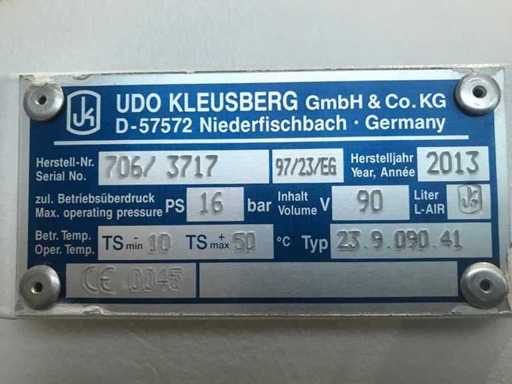 UDO KLEUSBERG GmbH & Co. KG
D-57572 Niederfischbach · Germany
Herstell-Nr. Serial No. 706/ 3717 97/23/EG Herstelljahr Year, Année 2013
zul. Betriebsüberdruck Max. operating pressure PS 16 bar Inhalt Volume V 90 Liter L-AIR
Betr. Temp. Oper. Temp. TS min - 10 TS max + 50 °C Typ 23.9.090.41
CE 0045